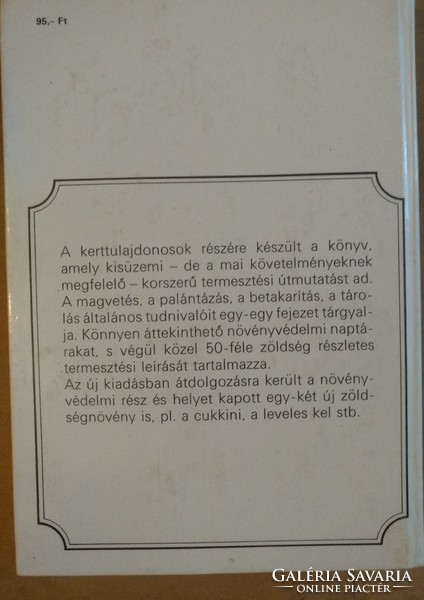 95,– Ft
A kerttulajdonosok részére készült a könyv,
amely kisüzemi – de a mai követelményeknek
megfelelő – korszerű termesztési útmutatást ad.
A magvetés, a palántázás, a betakarítás, a táro-
lás általános tudnivalóit egy-egy fejezet tárgyal-
ja. Könnyen áttekinthető növényvédelmi naptá-
rakat, s végül közel 50-féle zöldség részletes
termesztési leírását tartalmazza.
Az új kiadásban átdolgozásra került a növény-
védelmi rész és helyet kapott egy-két új zöld-
ségnövény is, pl. a cukkini, a leveles kel stb.
GALÉRIA SAVARIA
ONLINE PIACTÉR